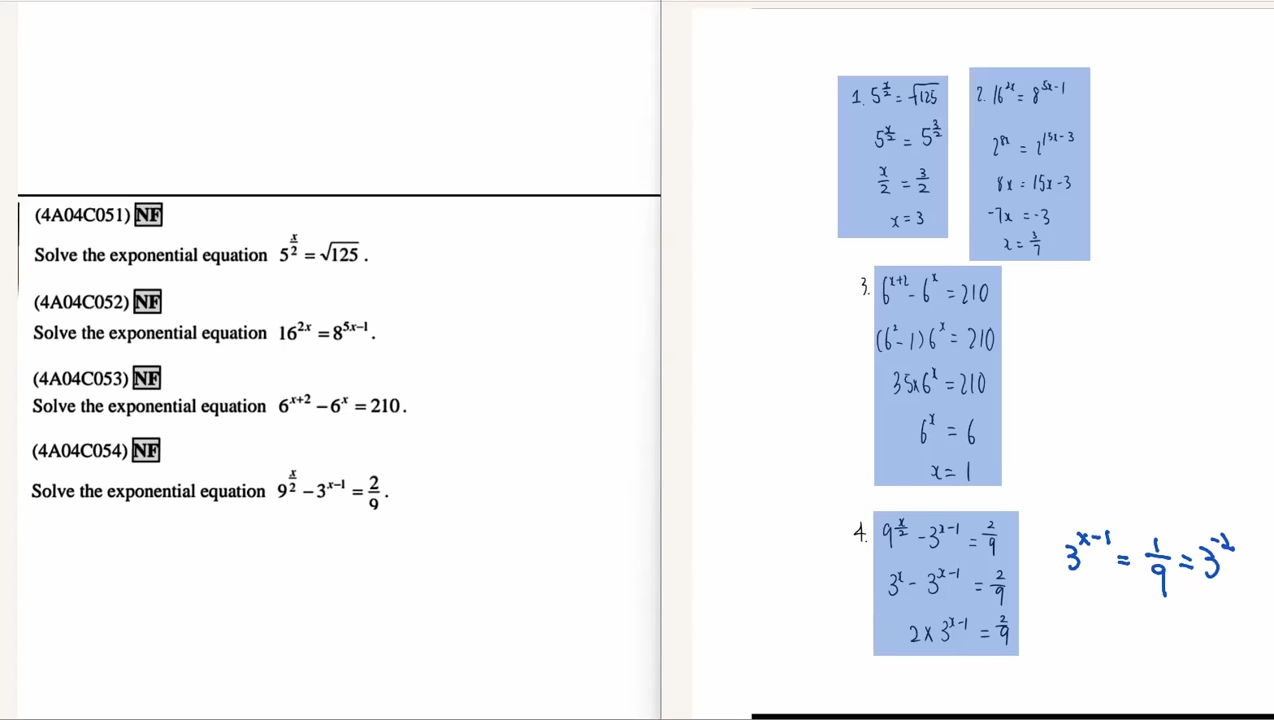 (4A04C051) NF
Solve the exponential equation 5^(x/2) = √125 .
(4A04C052) NF
Solve the exponential equation 16^(2x) = 8^(5x−1) .
(4A04C053) NF
Solve the exponential equation 6^(x+2) − 6^x = 210 .
(4A04C054) NF
Solve the exponential equation 9^(x/2) − 3^(x−1) = 2/9 .
1. 5^(x/2) = √125
5^(x/2) = 5^(3/2)
x/2 = 3/2
x = 3
2. 16^(2x) = 8^(5x−1)
2^(8x) = 2^(15x−3)
8x = 15x − 3
-7x = -3
x = 3/7
3. 6^(x+2) − 6^x = 210
(6^2 − 1) 6^x = 210
35 × 6^x = 210
6^x = 6
x = 1
4. 9^(x/2) − 3^(x−1) = 2/9
3^x − 3^(x−1) = 2/9
2 × 3^(x−1) = 2/9
3^(x−1) = 1/9 = 3^(-2)